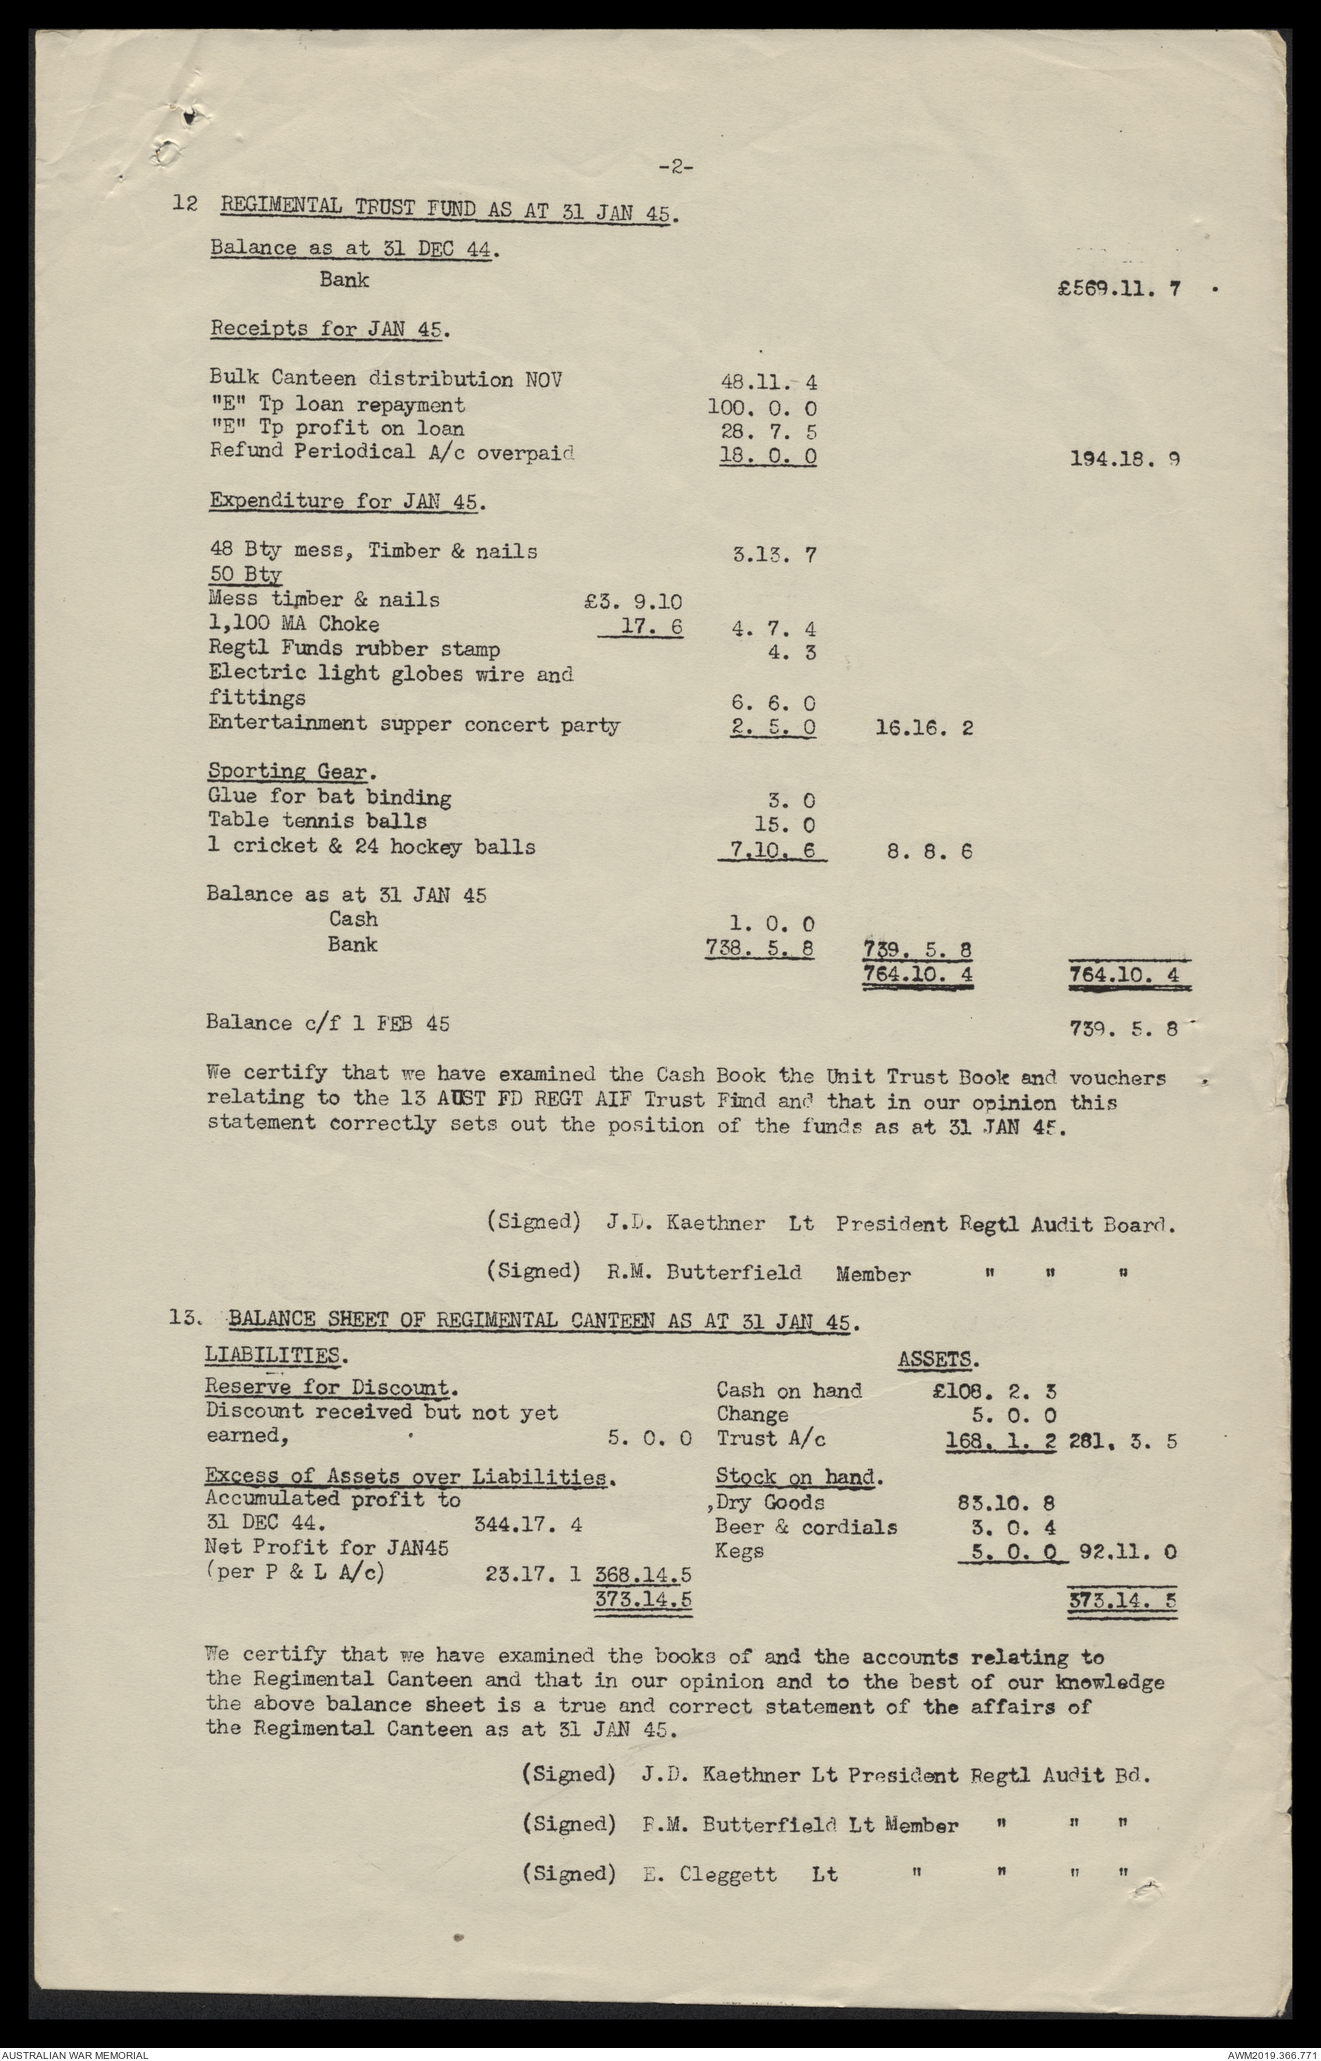 -2-
12 REGIMENTAL TRUST FUND AS AT 31 JAN 45.
Balance as at 31 DEC 44.
Bank £569.11. 7
Receipts for JAN 45.
Bulk Canteen distribution NOV 48.11. 4
"E" Tp loan repayment 100. 0. 0
"E" Tp profit on loan 28. 7. 5
Refund Periodical A/c overpaid 18. 0. 0 194.18. 9
Expenditure for JAN 45.
48 Bty mess, Timber & nails 3.13. 7
50 Bty
Mess timber & nails £3. 9.10
1,100 MA Choke 17. 6 4. 7. 4
Regtl Funds rubber stamp 4. 3
Electric light globes wire and
fittings 6. 6. 0
Entertainment supper concert party 2. 5. 0 16.16. 2
Sporting Gear.
Glue for bat binding 3. 0
Table tennis balls 15. 0
1 cricket & 24 hockey balls 7.10. 6 8. 8. 6
Balance as at 31 JAN 45
Cash 1. 0. 0
Bank 738. 5. 8 739. 5. 8
764.10. 4 764.10. 4
Balance c/f 1 FEB 45 739. 5. 8
We certify that we have examined the Cash Book the Unit Trust Book and vouchers
relating to the 13 AUST FD REGT AIF Trust Find and that in our opinion this
statement correctly sets out the position of the funds as at 31 JAN 45.
(Signed) J.D. Kaethner Lt President Regtl Audit Board.
(Signed) R.M. Butterfield Member " " "
13. BALANCE SHEET OF REGIMENTAL CANTEEN AS AT 31 JAN 45.
LIABILITIES. ASSETS.
Reserve for Discount. Cash on hand £108. 2. 3
Discount received but not yet Change 5. 0. 0
earned, 5. 0. 0 Trust A/c 168. 1. 2 281. 3. 5
Excess of Assets over Liabilities. Stock on hand.
Accumulated profit to ,Dry Goods 83.10. 8
31 DEC 44. 344.17. 4 Beer & cordials 3. 0. 4
Net Profit for JAN45 Kegs 5. 0. 0 92.11. 0
(per P & L A/c) 23.17. 1 368.14.5
373.14.5 373.14. 5
We certify that we have examined the books of and the accounts relating to
the Regimental Canteen and that in our opinion and to the best of our knowledge
the above balance sheet is a true and correct statement of the affairs of
the Regimental Canteen as at 31 JAN 45.
(Signed) J.D. Kaethner Lt President Regtl Audit Bd.
(Signed) R.M. Butterfield Lt Member " " "
(Signed) E. Cleggett Lt " " " "
AUSTRALIAN WAR MEMORIAL AWM2019.366.771